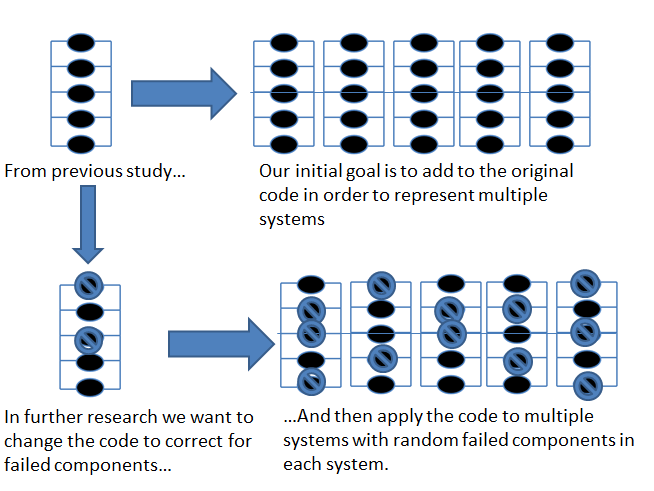 From previous study…
Our initial goal is to add to the original
code in order to represent multiple
systems
In further research we want to
change the code to correct for
failed components…
…And then apply the code to multiple
systems with random failed components in
each system.